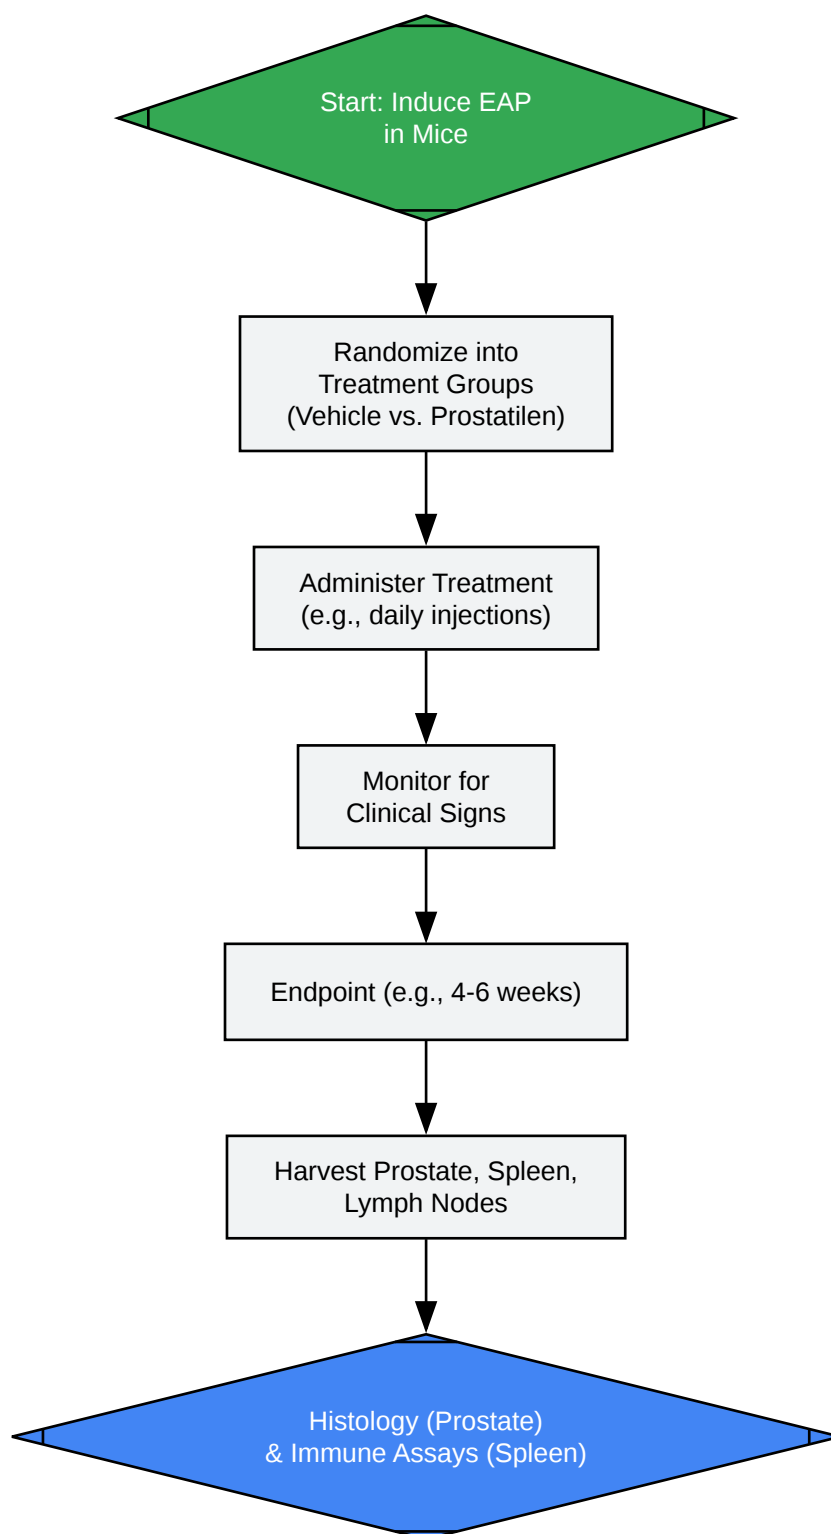 Start: Induce EAP
in Mice
Randomize into
Treatment Groups
(Vehicle vs. Prostatilen)
Administer Treatment
(e.g., daily injections)
Monitor for
Clinical Signs
Endpoint (e.g., 4-6 weeks)
Harvest Prostate, Spleen,
Lymph Nodes
Histology (Prostate)
& Immune Assays (Spleen)